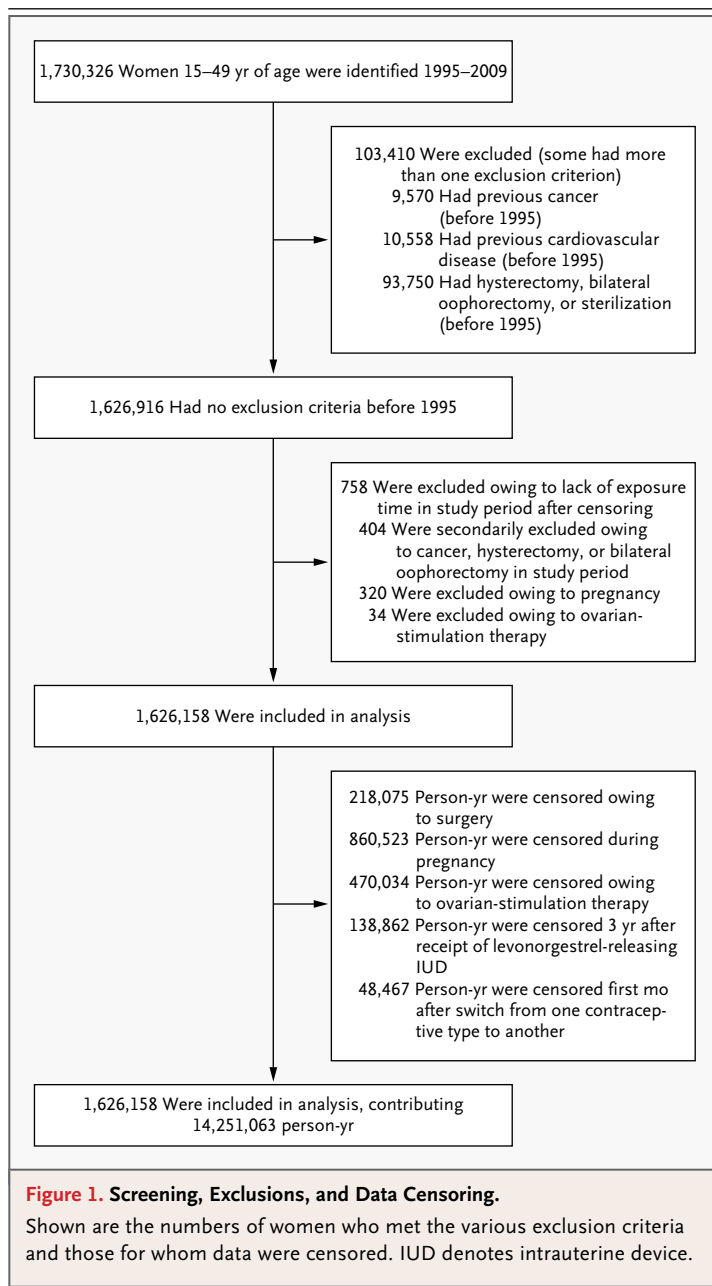 1,730,326 Women 15–49 yr of age were identified 1995–2009
103,410 Were excluded (some had more
than one exclusion criterion)
9,570 Had previous cancer
(before 1995)
10,558 Had previous cardiovascular
disease (before 1995)
93,750 Had hysterectomy, bilateral
oophorectomy, or sterilization
(before 1995)
1,626,916 Had no exclusion criteria before 1995
758 Were excluded owing to lack of exposure
time in study period after censoring
404 Were secondarily excluded owing
to cancer, hysterectomy, or bilateral
oophorectomy in study period
320 Were excluded owing to pregnancy
34 Were excluded owing to ovarian-
stimulation therapy
1,626,158 Were included in analysis
218,075 Person-yr were censored owing
to surgery
860,523 Person-yr were censored during
pregnancy
470,034 Person-yr were censored owing
to ovarian-stimulation therapy
138,862 Person-yr were censored 3 yr after
receipt of levonorgestrel-releasing
IUD
48,467 Person-yr were censored first mo
after switch from one contracep-
tive type to another
1,626,158 Were included in analysis, contributing
14,251,063 person-yr
Figure 1. Screening, Exclusions, and Data Censoring.
Shown are the numbers of women who met the various exclusion criteria
and those for whom data were censored. IUD denotes intrauterine device.